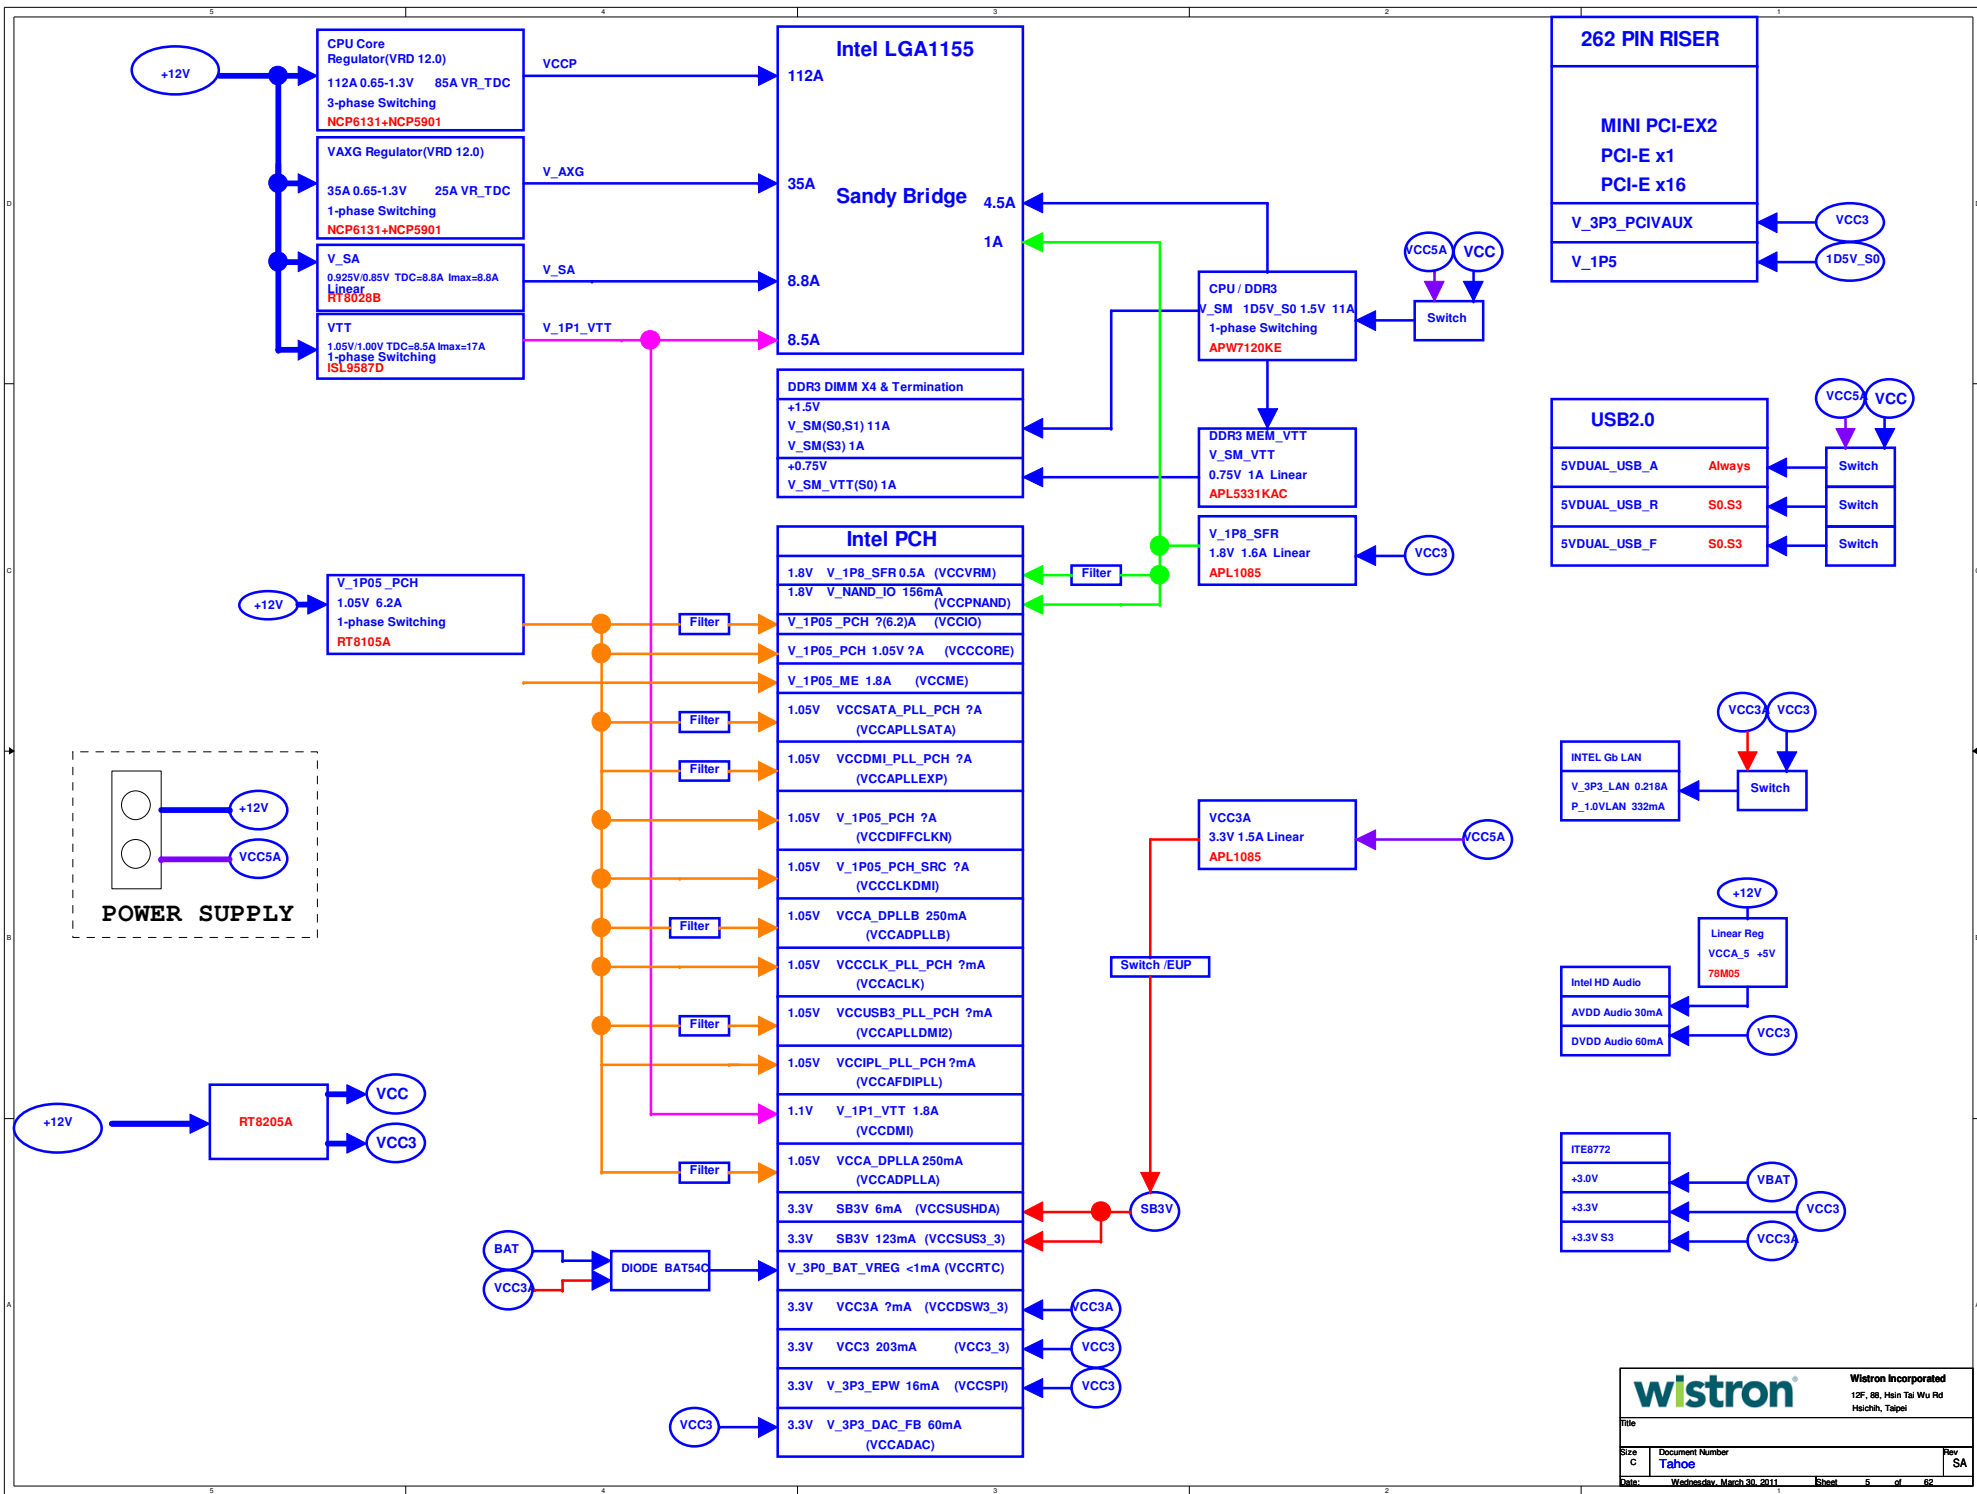 5 4 3 2 1
+12V
CPU Core
Regulator(VRD 12.0)
112A 0.65-1.3V 85A VR_TDC
3-phase Switching
NCP6131+NCP5901
VCCP
VAXG Regulator(VRD 12.0)
35A 0.65-1.3V 25A VR_TDC
1-phase Switching
NCP6131+NCP5901
V_AXG
V_SA
0.925V/0.85V TDC=8.8A Imax=8.8A
Linear
RT8028B
V_SA
VTT
1.05V/1.00V TDC=8.5A Imax=17A
1-phase Switching
ISL9587D
V_1P1_VTT
Intel LGA1155
112A
35A
Sandy Bridge
4.5A
1A
8.8A
8.5A
CPU / DDR3
V_SM 1D5V_S0 1.5V 11A
1-phase Switching
APW7120KE
VCC5A
VCC
Switch
DDR3 DIMM X4 & Termination
+1.5V
V_SM(S0,S1) 11A
V_SM(S3) 1A
+0.75V
V_SM_VTT(S0) 1A
DDR3 MEM_VTT
V_SM_VTT
0.75V 1A Linear
APL5331KAC
V_1P8_SFR
1.8V 1.6A Linear
APL1085
VCC3
262 PIN RISER
MINI PCI-EX2
PCI-E x1
PCI-E x16
V_3P3_PCIVAUX
VCC3
V_1P5
1D5V_S0
VCC5A
VCC
USB2.0
5VDUAL_USB_A Always
Switch
5VDUAL_USB_R S0.S3
Switch
5VDUAL_USB_F S0.S3
Switch
+12V
V_1P05_PCH
1.05V 6.2A
1-phase Switching
RT8105A
Intel PCH
1.8V V_1P8_SFR 0.5A (VCCVRM)
Filter
1.8V V_NAND_IO 156mA
(VCCPNAND)
Filter
V_1P05_PCH ?(6.2)A (VCCIO)
V_1P05_PCH 1.05V ?A (VCCCORE)
V_1P05_ME 1.8A (VCCME)
Filter
1.05V VCCSATA_PLL_PCH ?A
(VCCAPLLSATA)
Filter
1.05V VCCDMI_PLL_PCH ?A
(VCCAPLLEXP)
1.05V V_1P05_PCH ?A
(VCCDIFFCLKN)
1.05V V_1P05_PCH_SRC ?A
(VCCCLKDMI)
Filter
1.05V VCCA_DPLLB 250mA
(VCCADPLLB)
1.05V VCCCLK_PLL_PCH ?mA
(VCCACLK)
Filter
1.05V VCCUSB3_PLL_PCH ?mA
(VCCAPLLDMI2)
1.05V VCCIPL_PLL_PCH ?mA
(VCCAFDIPLL)
1.1V V_1P1_VTT 1.8A
(VCCDMI)
Filter
1.05V VCCA_DPLLA 250mA
(VCCADPLLA)
3.3V SB3V 6mA (VCCSUSHDA)
3.3V SB3V 123mA (VCCSUS3_3)
BAT
VCC3A
DIODE BAT54C
V_3P0_BAT_VREG <1mA (VCCRTC)
3.3V VCC3A ?mA (VCCDSW3_3)
VCC3A
3.3V VCC3 203mA (VCC3_3)
VCC3
3.3V V_3P3_EPW 16mA (VCCSPI)
VCC3
VCC3
3.3V V_3P3_DAC_FB 60mA
(VCCADAC)
+12V
VCC5A
POWER SUPPLY
+12V
RT8205A
VCC
VCC3
VCC3A
3.3V 1.5A Linear
APL1085
VCC5A
Switch /EUP
SB3V
VCC3A
VCC3
INTEL Gb LAN
V_3P3_LAN 0.218A
P_1.0VLAN 332mA
Switch
+12V
Linear Reg
VCCA_5 +5V
78M05
Intel HD Audio
AVDD Audio 30mA
DVDD Audio 60mA
VCC3
ITE8772
+3.0V
VBAT
+3.3V
VCC3
+3.3V S3
VCC3A
wistron
Wistron Incorporated
12F, 88, Hsin Tai Wu Rd
Hsichih, Taipei
Title
Size
C
Document Number
Tahoe
Rev
SA
Date: Wednesday, March 30, 2011 Sheet 5 of 62
5 4 3 2 1